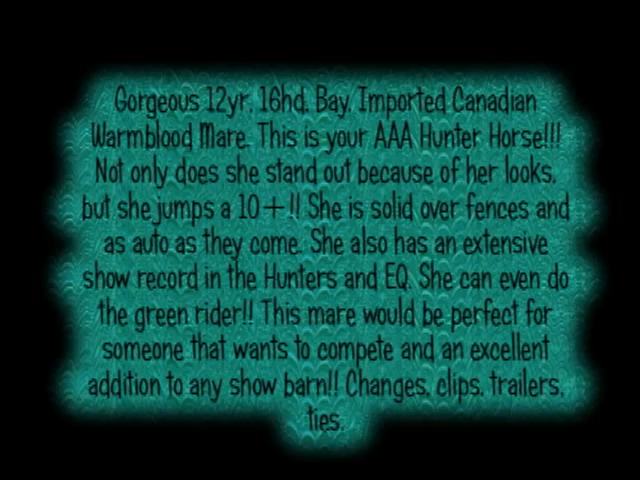 Gorgeous 12yr. 16hd. Bay. Imported Canadian
Warmblood Mare. This is your AAA Hunter Horse!!!
Not only does she stand out because of her looks,
but she jumps a 10+!! She is solid over fences and
as auto as they come. She also has an extensive
show record in the Hunters and EQ. She can even do
the green rider!! This mare would be perfect for
someone that wants to compete and an excellent
addition to any show barn!! Changes, clips, trailers,
ties.